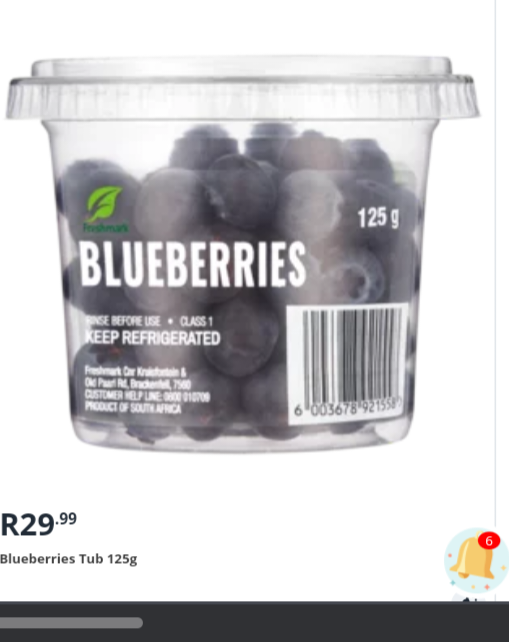 Freshmark
125 g
BLUEBERRIES
RINSE BEFORE USE • CLASS 1
KEEP REFRIGERATED
Freshmark Cnr Kruisfontein &
Old Paarl Rd, Brackenfell, 7560
CUSTOMER HELP LINE: 0800 010709
PRODUCT OF SOUTH AFRICA
6 003678 921558
R29.99
Blueberries Tub 125g
6